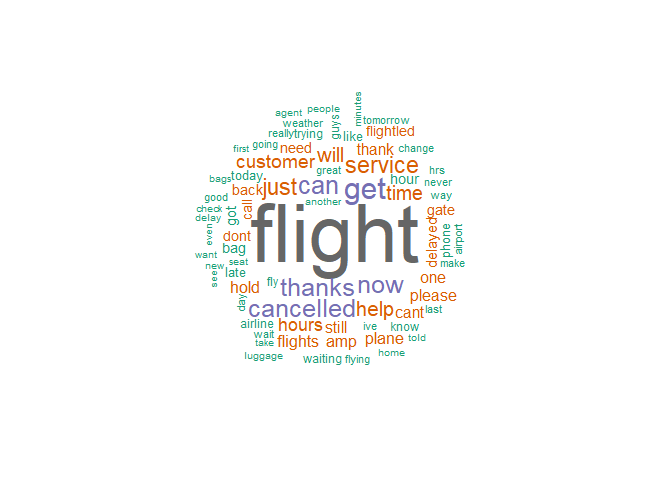 minutes
agent people
weather guys tomorrow
reallytrying like flightled
first going need will thank change
customer great service
bags today just can get hour hrs
good back another time never
check call got way
delay dont flight gate
even bag delayed phone airport
want seat make
new late fly one
see hold thanks now please
day cancelled help cant last
airline hours still ive know
wait
take flights amp plane told
luggage waiting flying home